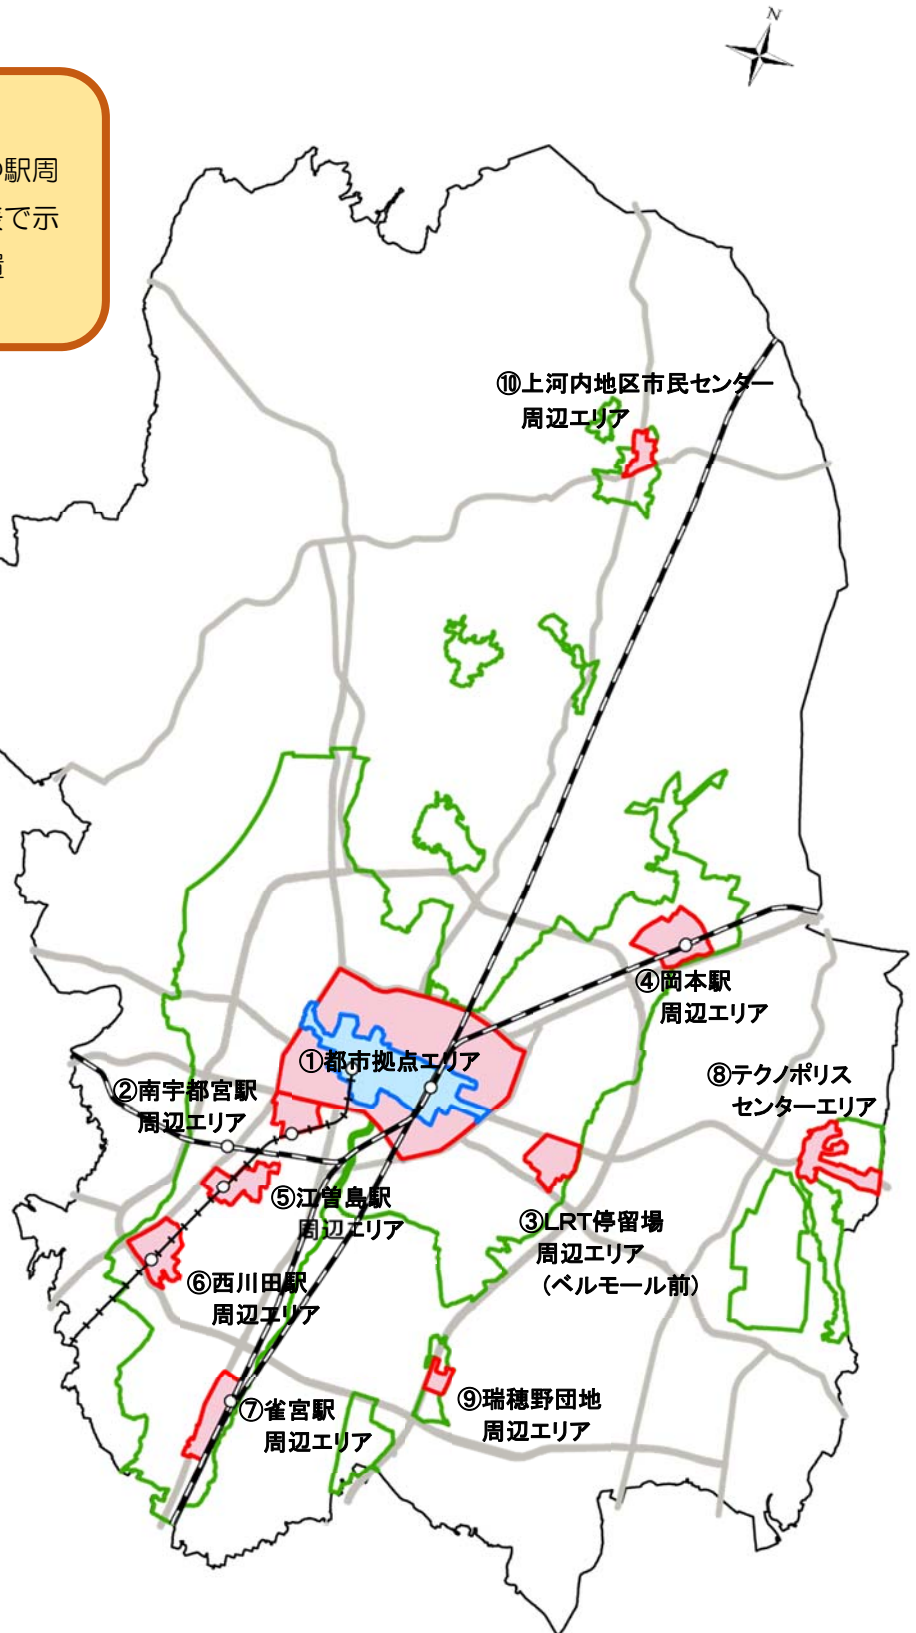 N
駅周
で示
⑩上河内地区市民センター
周辺エリア
④岡本駅
周辺エリア
①都市拠点エリア
②南宇都宮駅
周辺エリア
⑧テクノポリス
センターエリア
⑤江曽島駅
周辺エリア
③LRT停留場
周辺エリア
(ベルモール前)
⑥西川田駅
周辺エリア
⑦雀宮駅
周辺エリア
⑨瑞穂野団地
周辺エリア